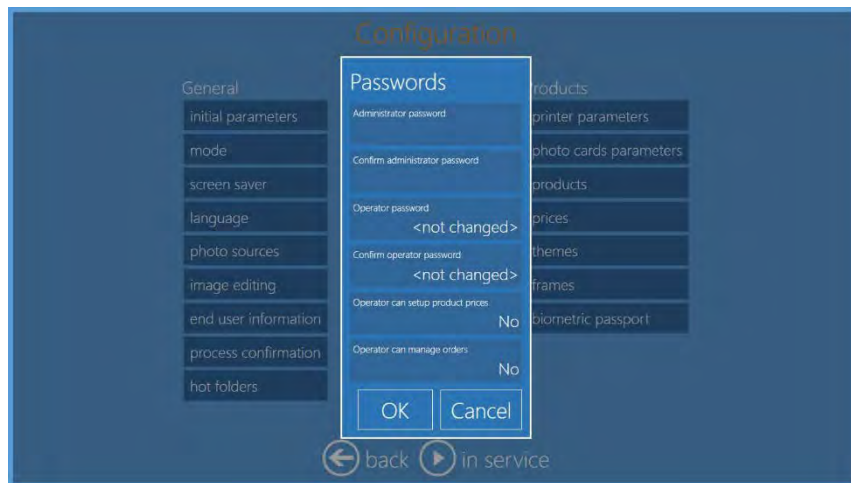 Configuration
General
initial parameters
mode
screen saver
language
photo sources
image editing
end user information
process confirmation
hot folders
Passwords
Administrator password
Confirm administrator password
Operator password
<not changed>
Confirm operator password
<not changed>
Operator can setup product prices
No
Operator can manage orders
No
OK Cancel
roducts
printer parameters
photo cards parameters
products
prices
themes
frames
biometric passport
back in service